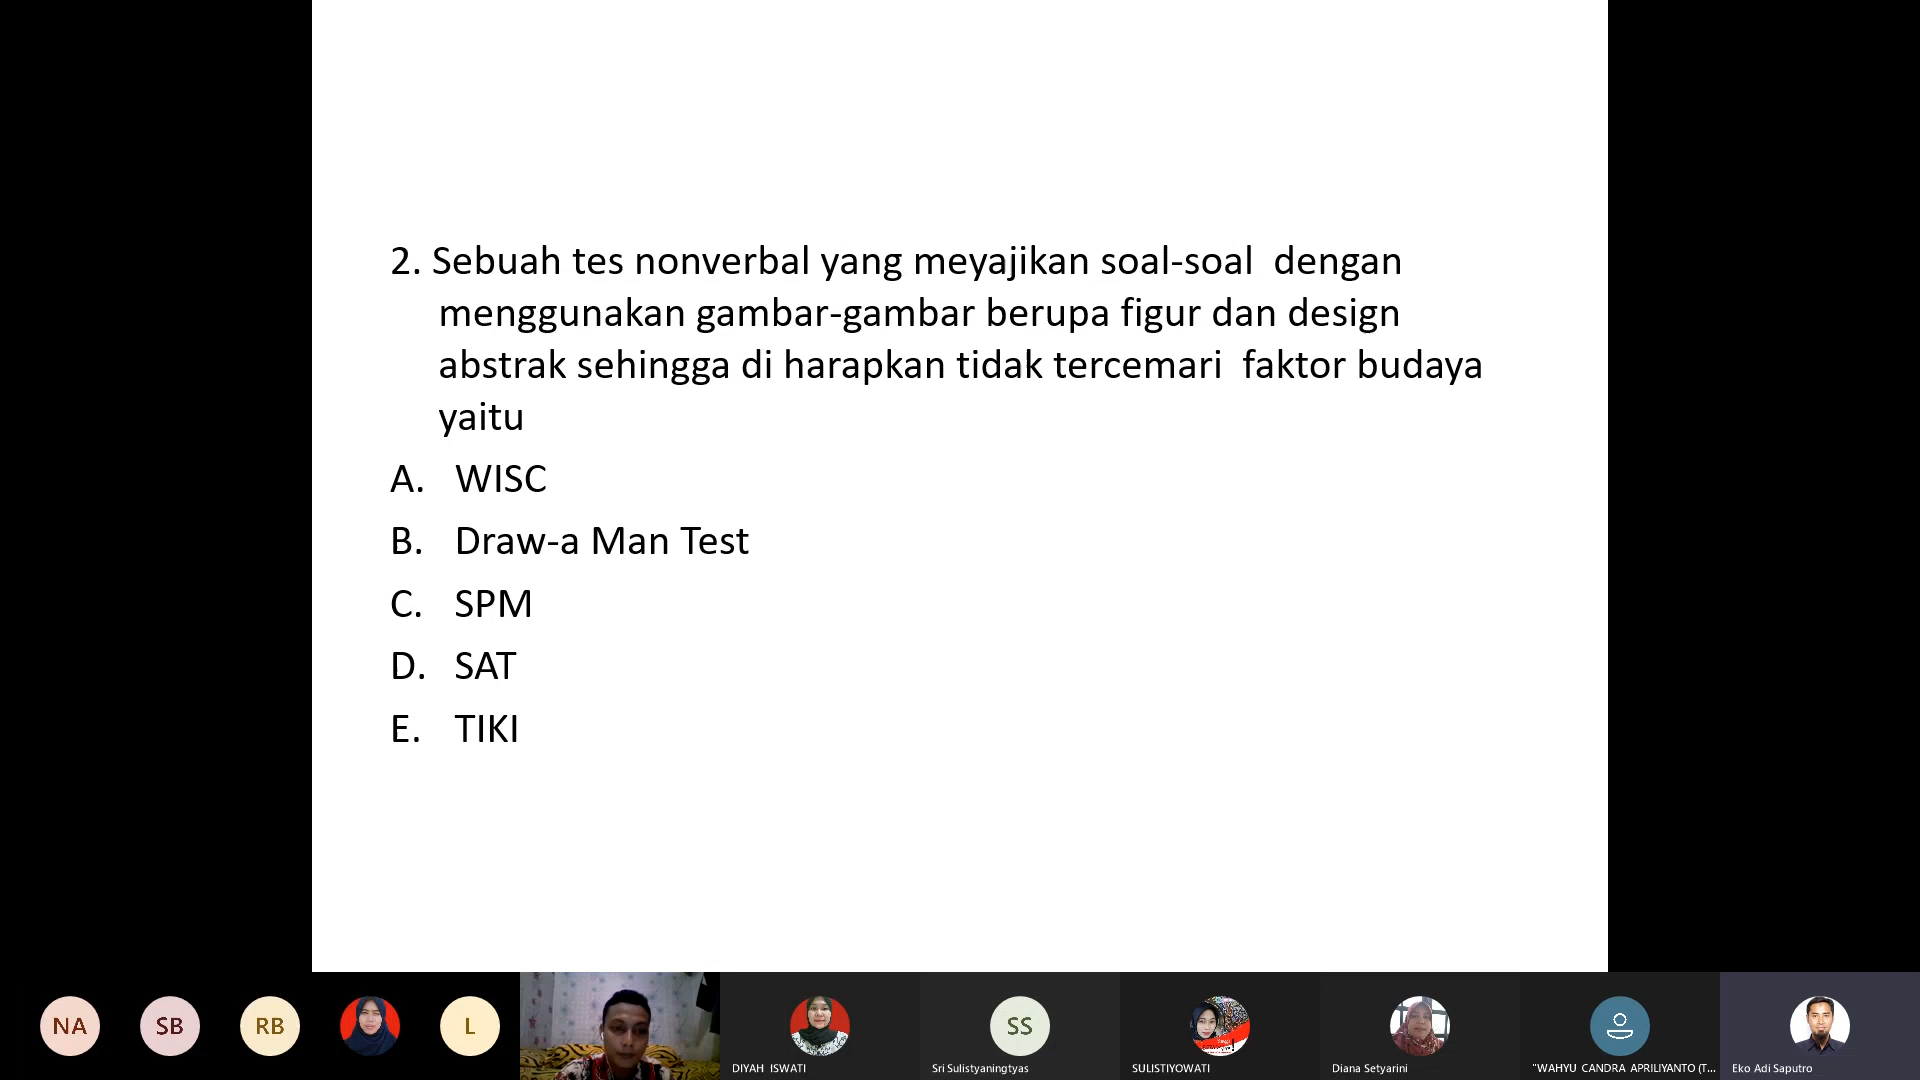 2. Sebuah tes nonverbal yang meyajikan soal-soal  dengan
menggunakan gambar-gambar berupa figur dan design
abstrak sehingga di harapkan tidak tercemari  faktor budaya
yaitu
A. WISC
B. Draw-a Man Test
C. SPM
D. SAT
E. TIKI
NA
SB
RB
L
SS
DIYAH ISWATI
Sri Sulistyaningtyas
SULISTIYOWATI
Diana Setyarini
"WAHYU CANDRA APRILIYANTO (T...
Eko Adi Saputro